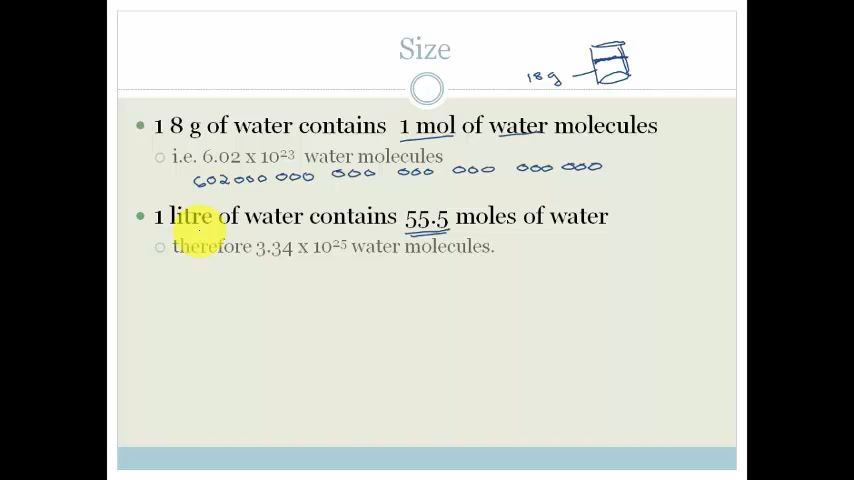 Size
18g
1 8 g of water contains 1 mol of water molecules
i.e. 6.02 x 10²³ water molecules
602000 000 000 000 000 000 000
1 litre of water contains 55.5 moles of water
therefore 3.34 x 10²⁵ water molecules.